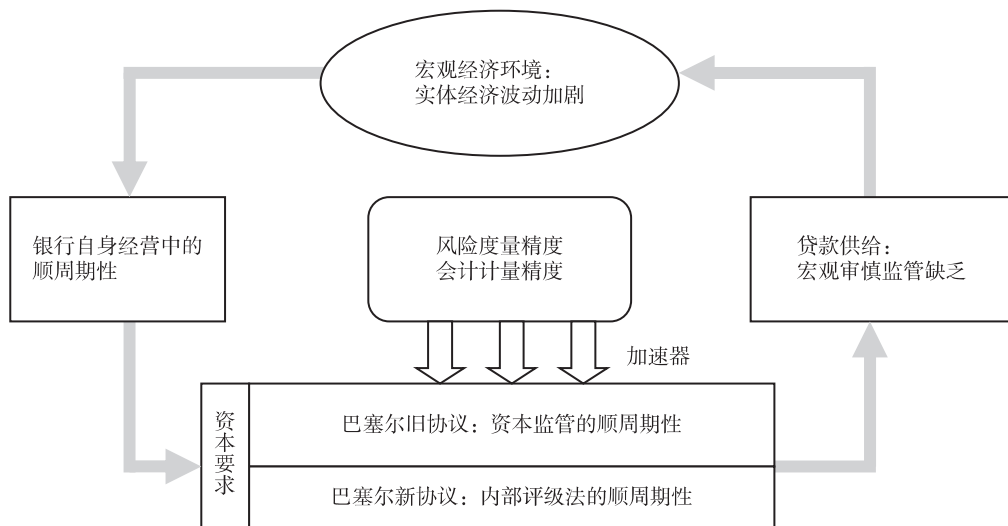 宏观经济环境：
实体经济波动加剧
银行自身经营中的
顺周期性
风险度量精度
会计计量精度
贷款供给：
宏观审慎监管缺乏
加速器
资本要求
巴塞尔旧协议：资本监管的顺周期性
巴塞尔新协议：内部评级法的顺周期性